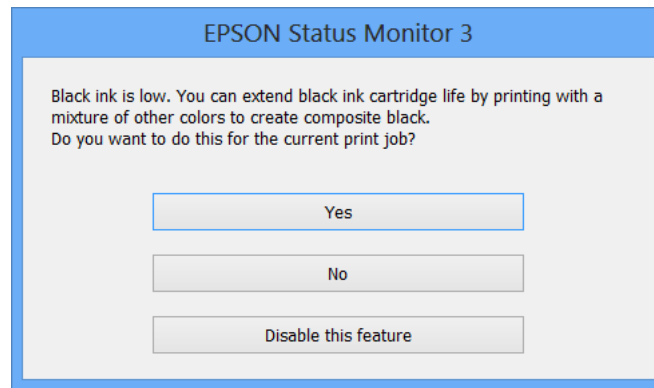 EPSON Status Monitor 3
Black ink is low. You can extend black ink cartridge life by printing with a
mixture of other colors to create composite black.
Do you want to do this for the current print job?
Yes
No
Disable this feature